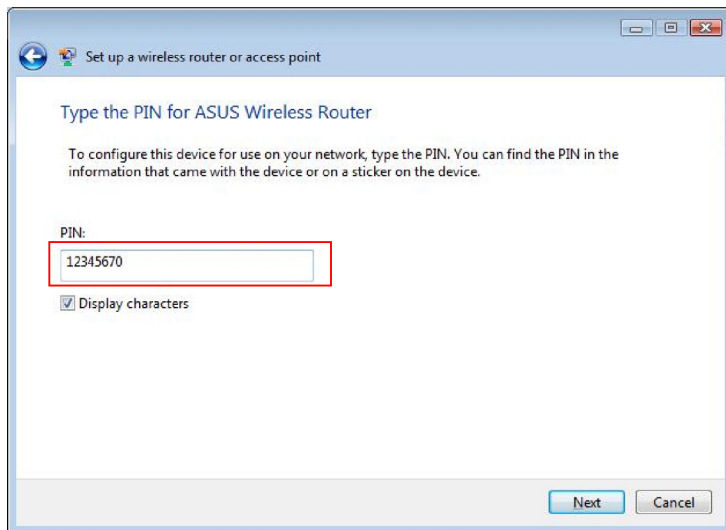 Set up a wireless router or access point
Type the PIN for ASUS Wireless Router
To configure this device for use on your network, type the PIN. You can find the PIN in the
information that came with the device or on a sticker on the device.
PIN:
12345670
Display characters
Next Cancel